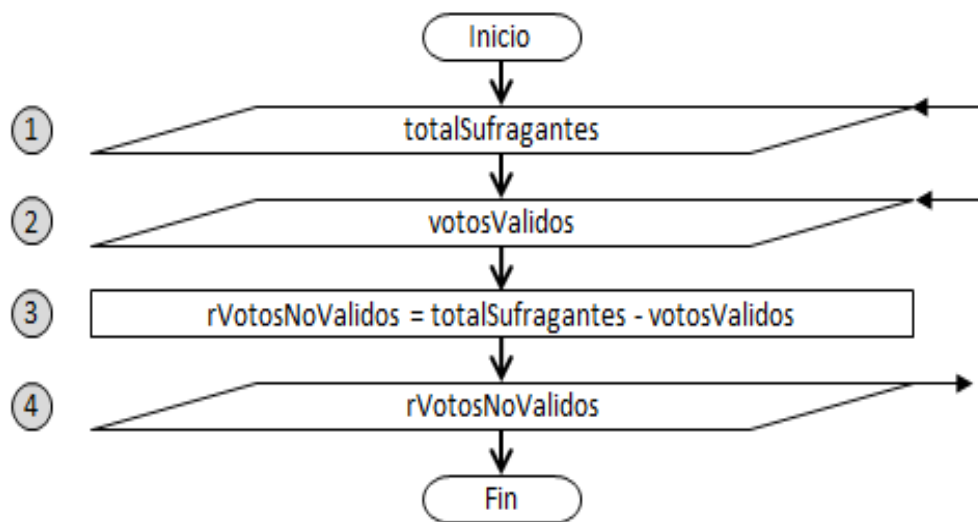 Inicio
1 totalSufragantes
2 votosValidos
3 rVotosNoValidos = totalSufragantes - votosValidos
4 rVotosNoValidos
Fin